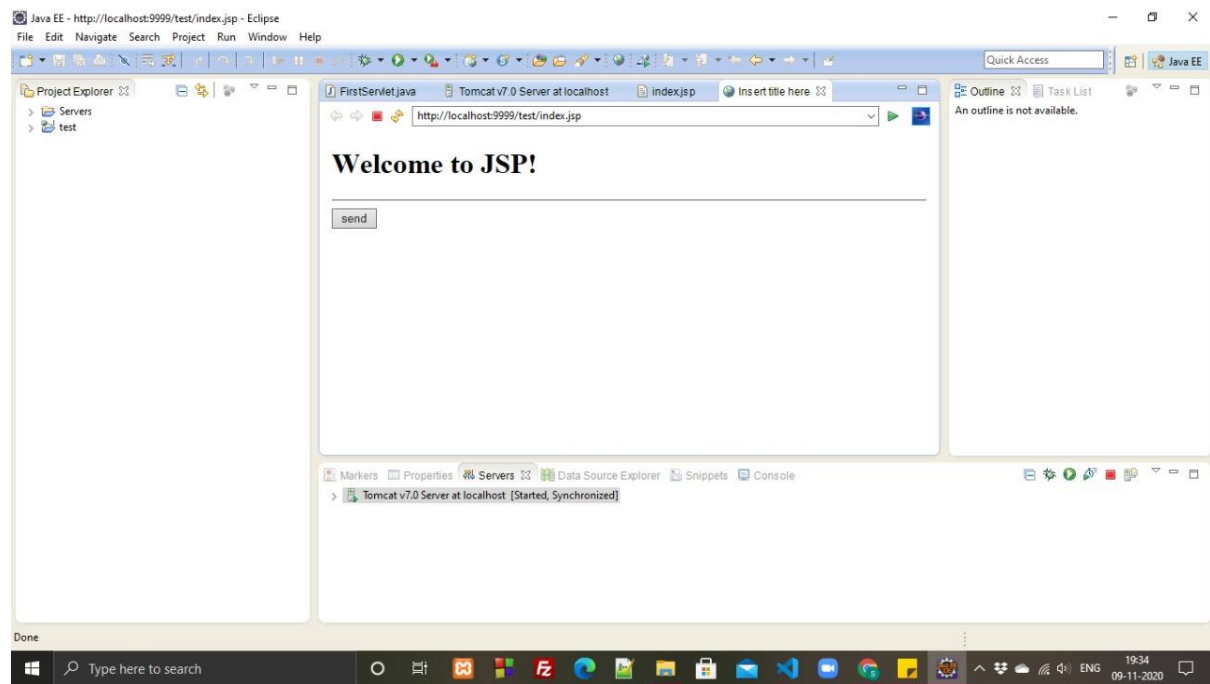 Java EE - http://localhost:9999/test/index.jsp - Eclipse
File Edit Navigate Search Project Run Window Help
Quick Access
Java EE
Project Explorer
Servers
test
FirstServlet.java Tomcat v7.0 Server at localhost index.jsp Insert title here
http://localhost:9999/test/index.jsp
Welcome to JSP!
send
Outline Task List
An outline is not available.
Markers Properties Servers Data Source Explorer Snippets Console
Tomcat v7.0 Server at localhost [Started, Synchronized]
Done
Type here to search
ENG
19:34
09-11-2020